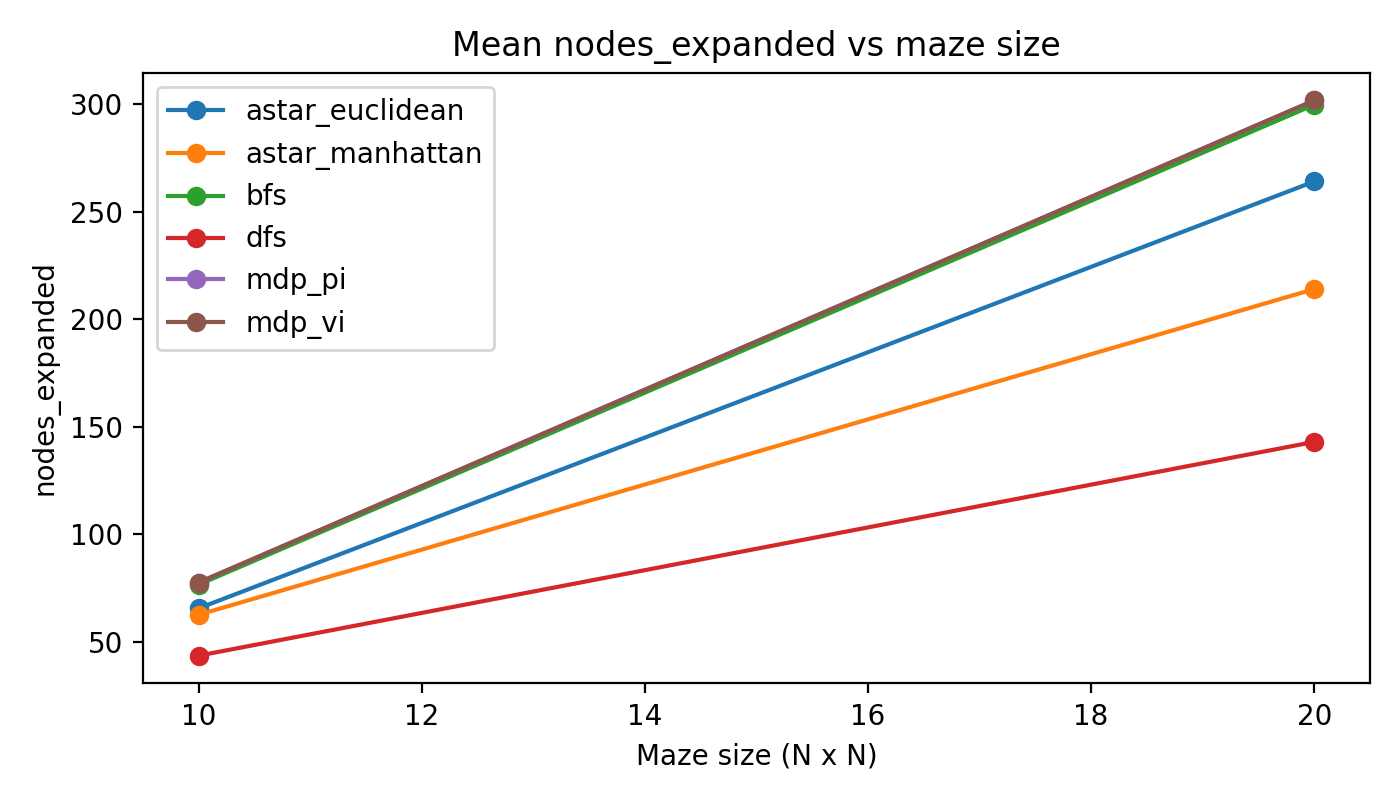 Mean nodes_expanded vs maze size
astar_euclidean
astar_manhattan
bfs
dfs
mdp_pi
mdp_vi
nodes_expanded
300
250
200
150
100
50
10 12 14 16 18 20
Maze size (N x N)